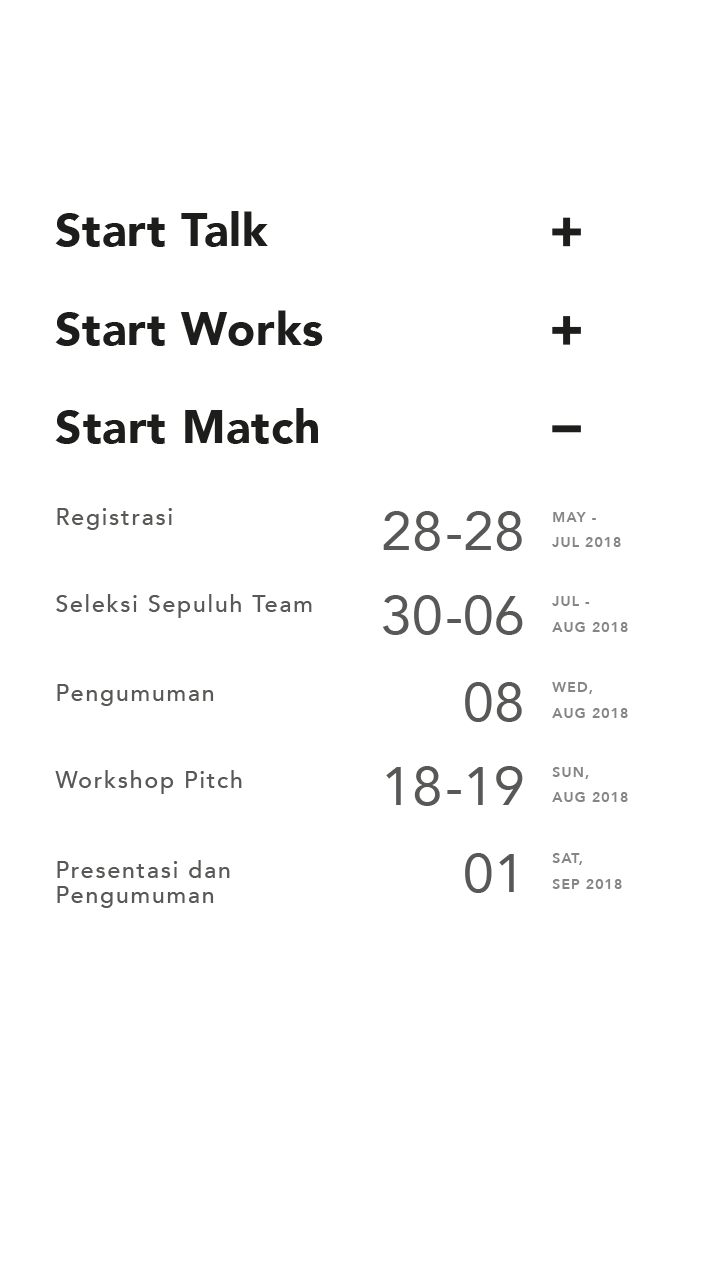 Start Talk +
Start Works +
Start Match –
Registrasi 28-28 MAY -
JUL 2018
Seleksi Sepuluh Team 30-06 JUL -
AUG 2018
Pengumuman 08 WED,
AUG 2018
Workshop Pitch 18-19 SUN,
AUG 2018
Presentasi dan
Pengumuman 01 SAT,
SEP 2018